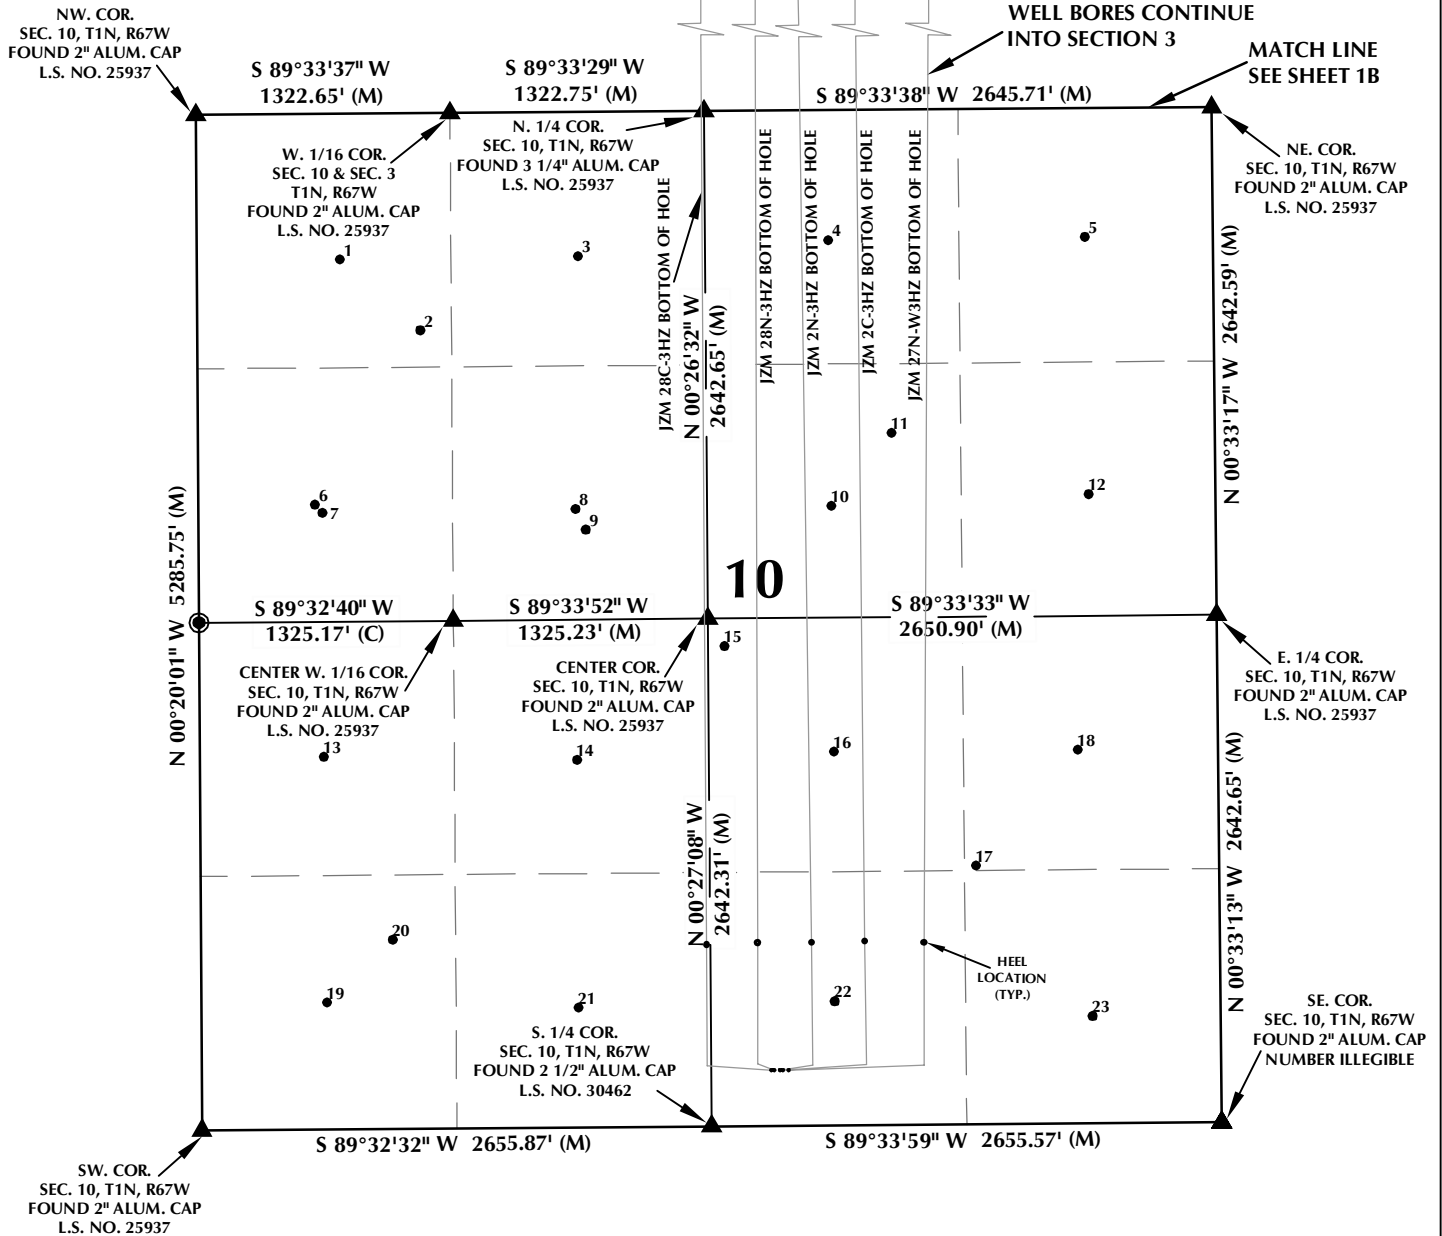 NW. COR.
SEC. 10, T1N, R67W
FOUND 2" ALUM. CAP
L.S. NO. 25937
S 89°33'37" W
1322.65' (M)
S 89°33'29" W
1322.75' (M)
WELL BORES CONTINUE
INTO SECTION 3
MATCH LINE
SEE SHEET 1B
S 89°33'38" W 2645.71' (M)
W. 1/16 COR.
SEC. 10 & SEC. 3
T1N, R67W
FOUND 2" ALUM. CAP
L.S. NO. 25937
N. 1/4 COR.
SEC. 10, T1N, R67W
FOUND 3 1/4" ALUM. CAP
L.S. NO. 25937
NE. COR.
SEC. 10, T1N, R67W
FOUND 2" ALUM. CAP
L.S. NO. 25937
JZM 28C-3HZ BOTTOM OF HOLE
N 00°26'32" W
2642.65' (M)
JZM 28N-3HZ BOTTOM OF HOLE
JZM 2N-3HZ BOTTOM OF HOLE
JZM 2C-3HZ BOTTOM OF HOLE
JZM 27N-W3HZ BOTTOM OF HOLE
N 00°33'17" W 2642.59' (M)
1
2
3
4
5
6
7
8
9
10
11
12
N 00°20'01" W 5285.75' (M)
10
S 89°32'40" W
1325.17' (C)
S 89°33'52" W
1325.23' (M)
S 89°33'33" W
2650.90' (M)
CENTER W. 1/16 COR.
SEC. 10, T1N, R67W
FOUND 2" ALUM. CAP
L.S. NO. 25937
CENTER COR.
SEC. 10, T1N, R67W
FOUND 2" ALUM. CAP
L.S. NO. 25937
E. 1/4 COR.
SEC. 10, T1N, R67W
FOUND 2" ALUM. CAP
L.S. NO. 25937
13
14
15
16
17
18
N 00°27'08" W
2642.31' (M)
N 00°33'13" W 2642.65' (M)
HEEL
LOCATION
(TYP.)
19
20
21
22
23
S. 1/4 COR.
SEC. 10, T1N, R67W
FOUND 2 1/2" ALUM. CAP
L.S. NO. 30462
SE. COR.
SEC. 10, T1N, R67W
FOUND 2" ALUM. CAP
NUMBER ILLEGIBLE
S 89°32'32" W 2655.87' (M)
S 89°33'59" W 2655.57' (M)
SW. COR.
SEC. 10, T1N, R67W
FOUND 2" ALUM. CAP
L.S. NO. 25937